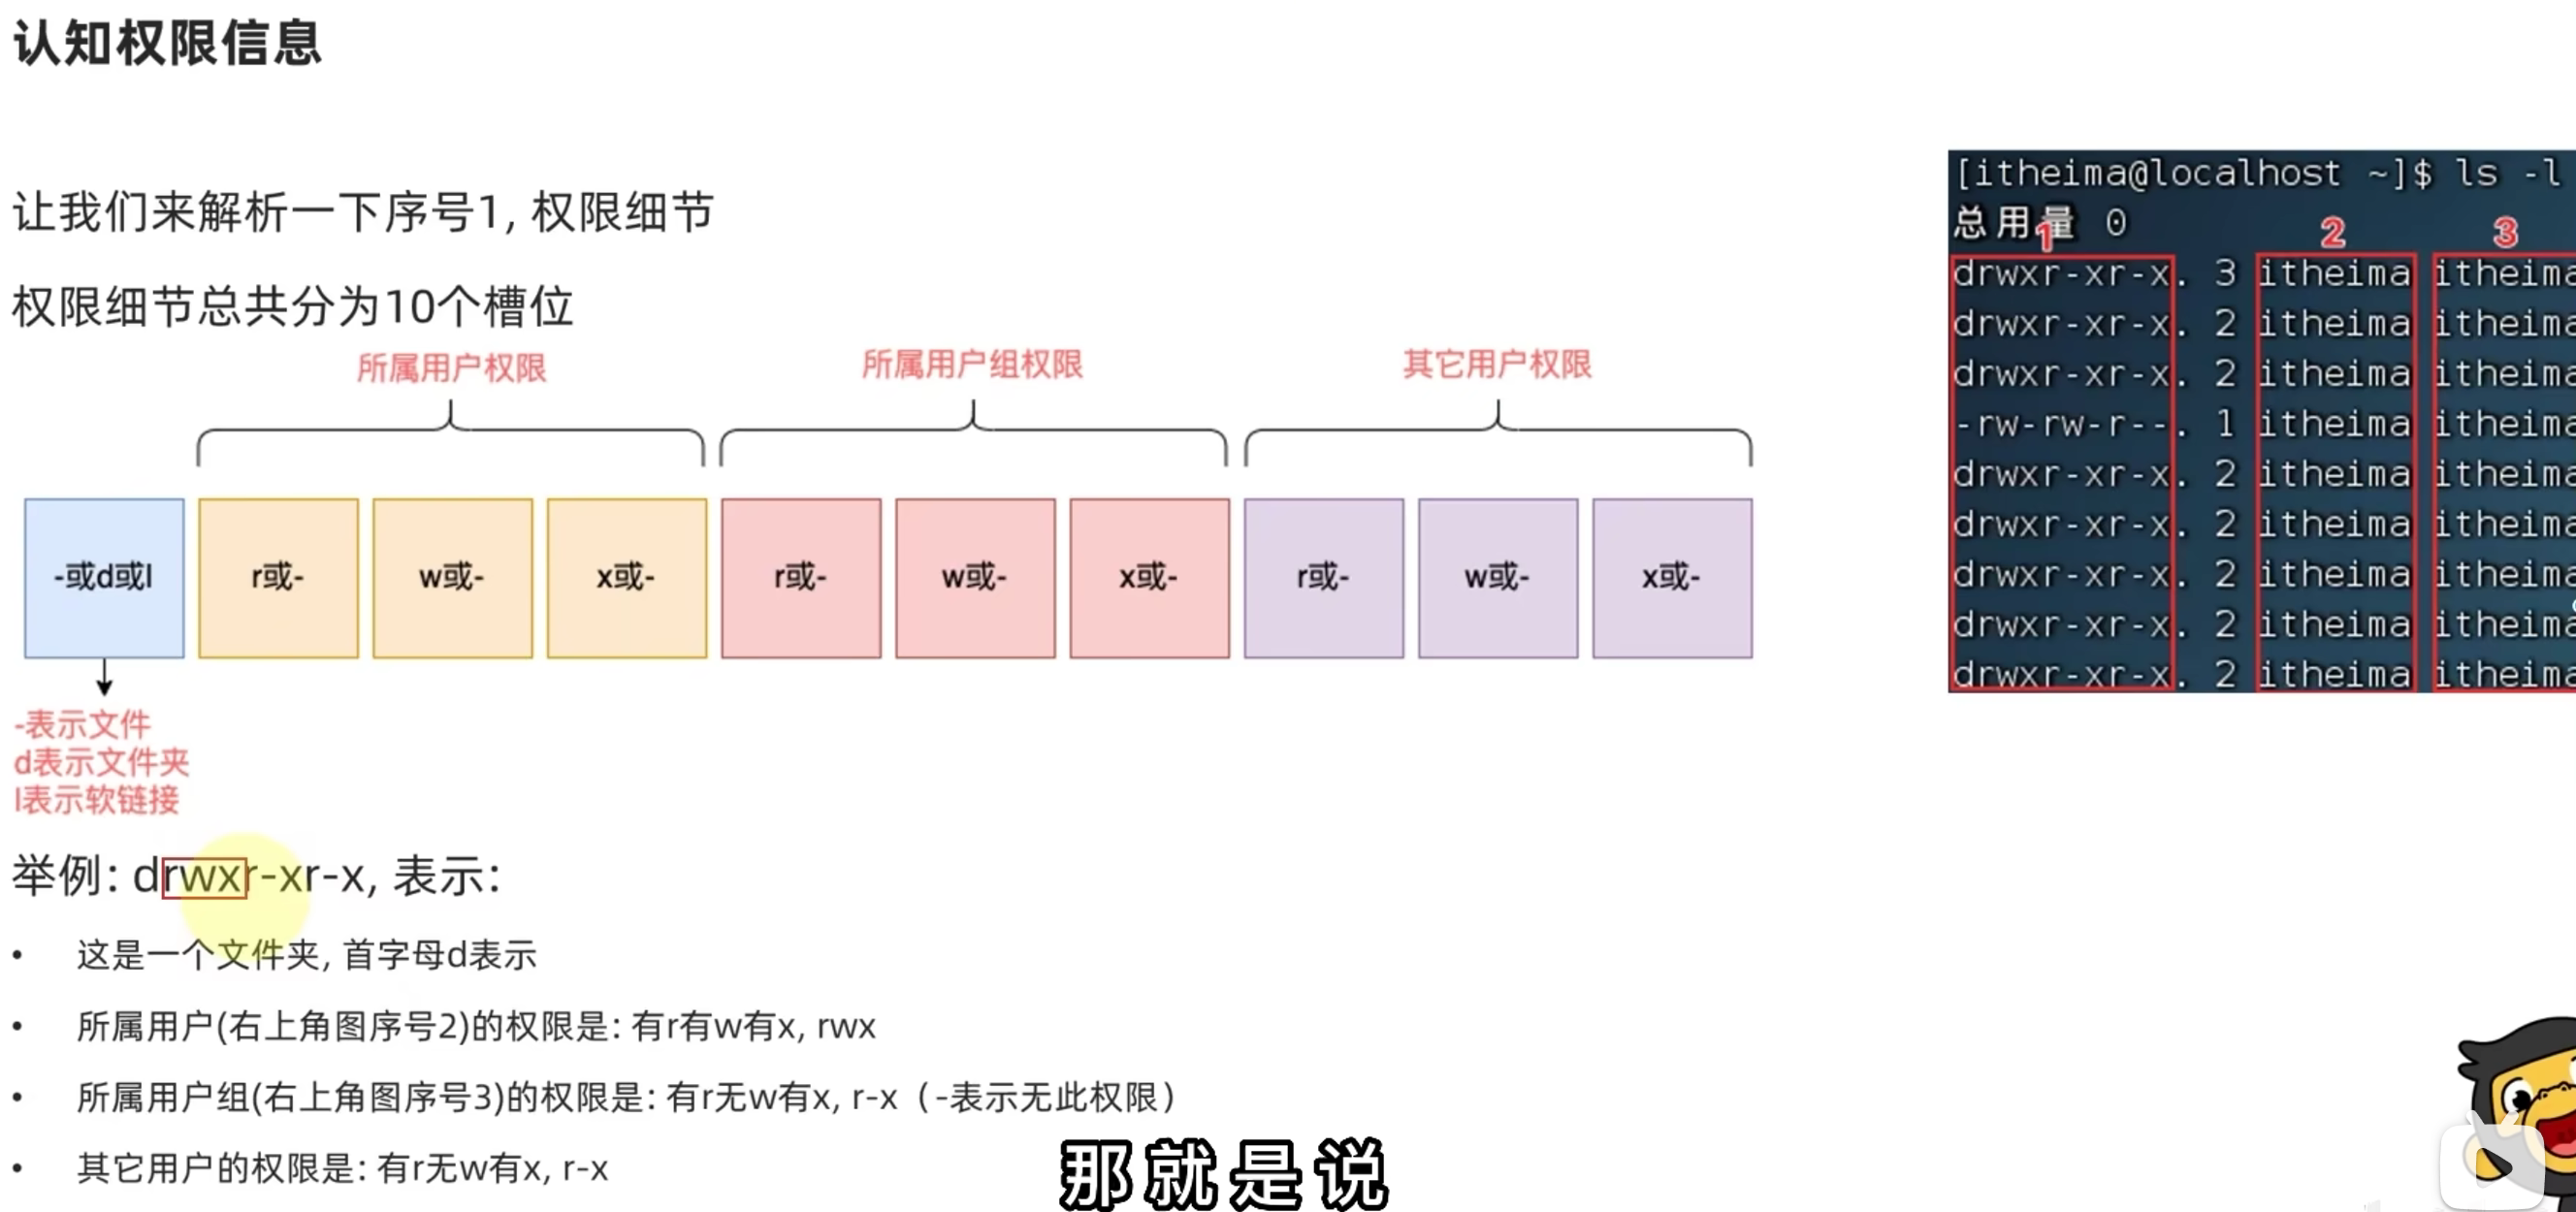 认知权限信息
让我们来解析一下序号1, 权限细节
权限细节总共分为10个槽位
所属用户权限
所属用户组权限
其它用户权限
-或d或l
r或-
w或-
x或-
r或-
w或-
x或-
r或-
w或-
x或-
-表示文件
d表示文件夹
l表示软链接
举例: drwxr-xr-x, 表示:
• 这是一个文件夹, 首字母d表示
• 所属用户(右上角图序号2)的权限是: 有r有w有x, rwx
• 所属用户组(右上角图序号3)的权限是: 有r无w有x, r-x（-表示无此权限）
• 其它用户的权限是: 有r无w有x, r-x
[itheima@localhost ~]$ ls -l
总用量 0
1 2 3
drwxr-xr-x. 3 itheima itheima
drwxr-xr-x. 2 itheima itheima
drwxr-xr-x. 2 itheima itheima
-rw-rw-r--. 1 itheima itheima
drwxr-xr-x. 2 itheima itheima
drwxr-xr-x. 2 itheima itheima
drwxr-xr-x. 2 itheima itheima
drwxr-xr-x. 2 itheima itheima
drwxr-xr-x. 2 itheima itheima
那就是说